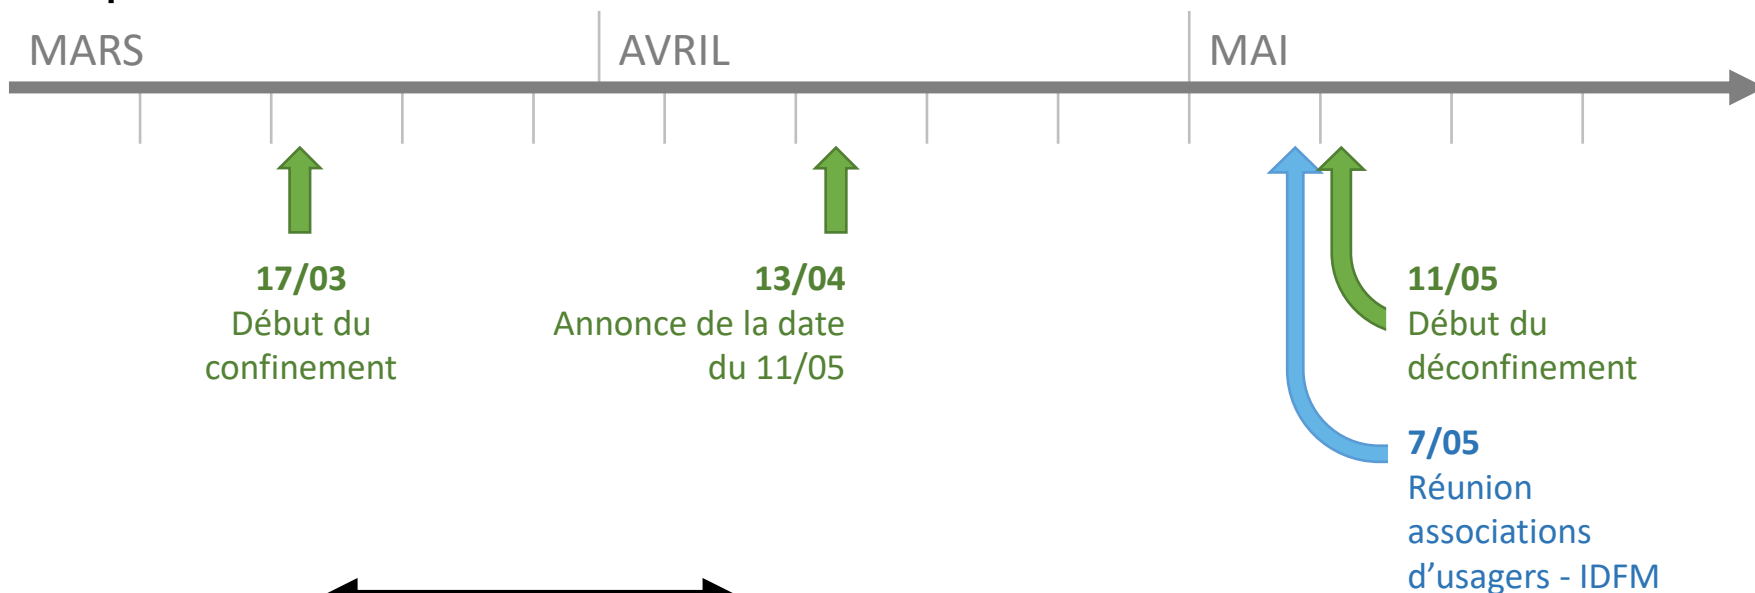 MARS
AVRIL
MAI
17/03
Début du
confinement
13/04
Annonce de la date
du 11/05
11/05
Début du
déconfinement
7/05
Réunion
associations
d’usagers - IDFM